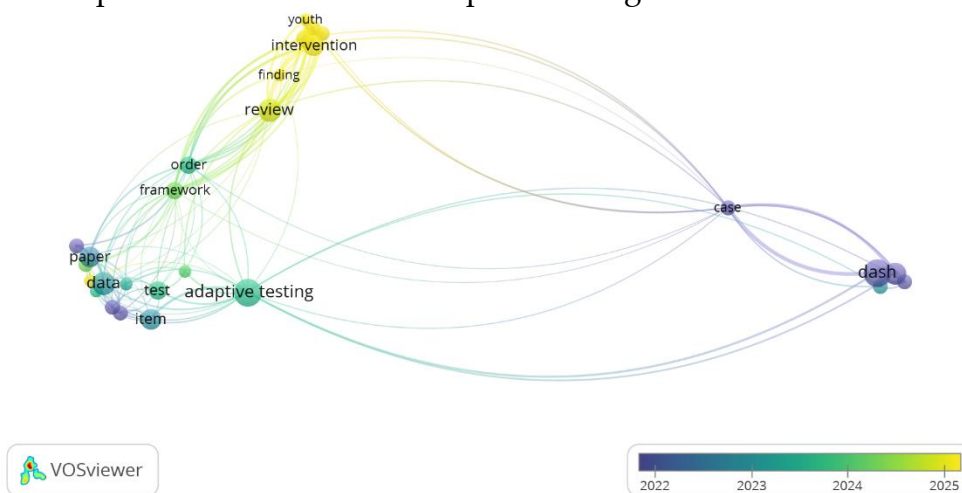 youth
intervention
finding
review
order
framework
case
paper
data
test
adaptive testing
dash
item
VOSviewer
2022 2023 2024 2025